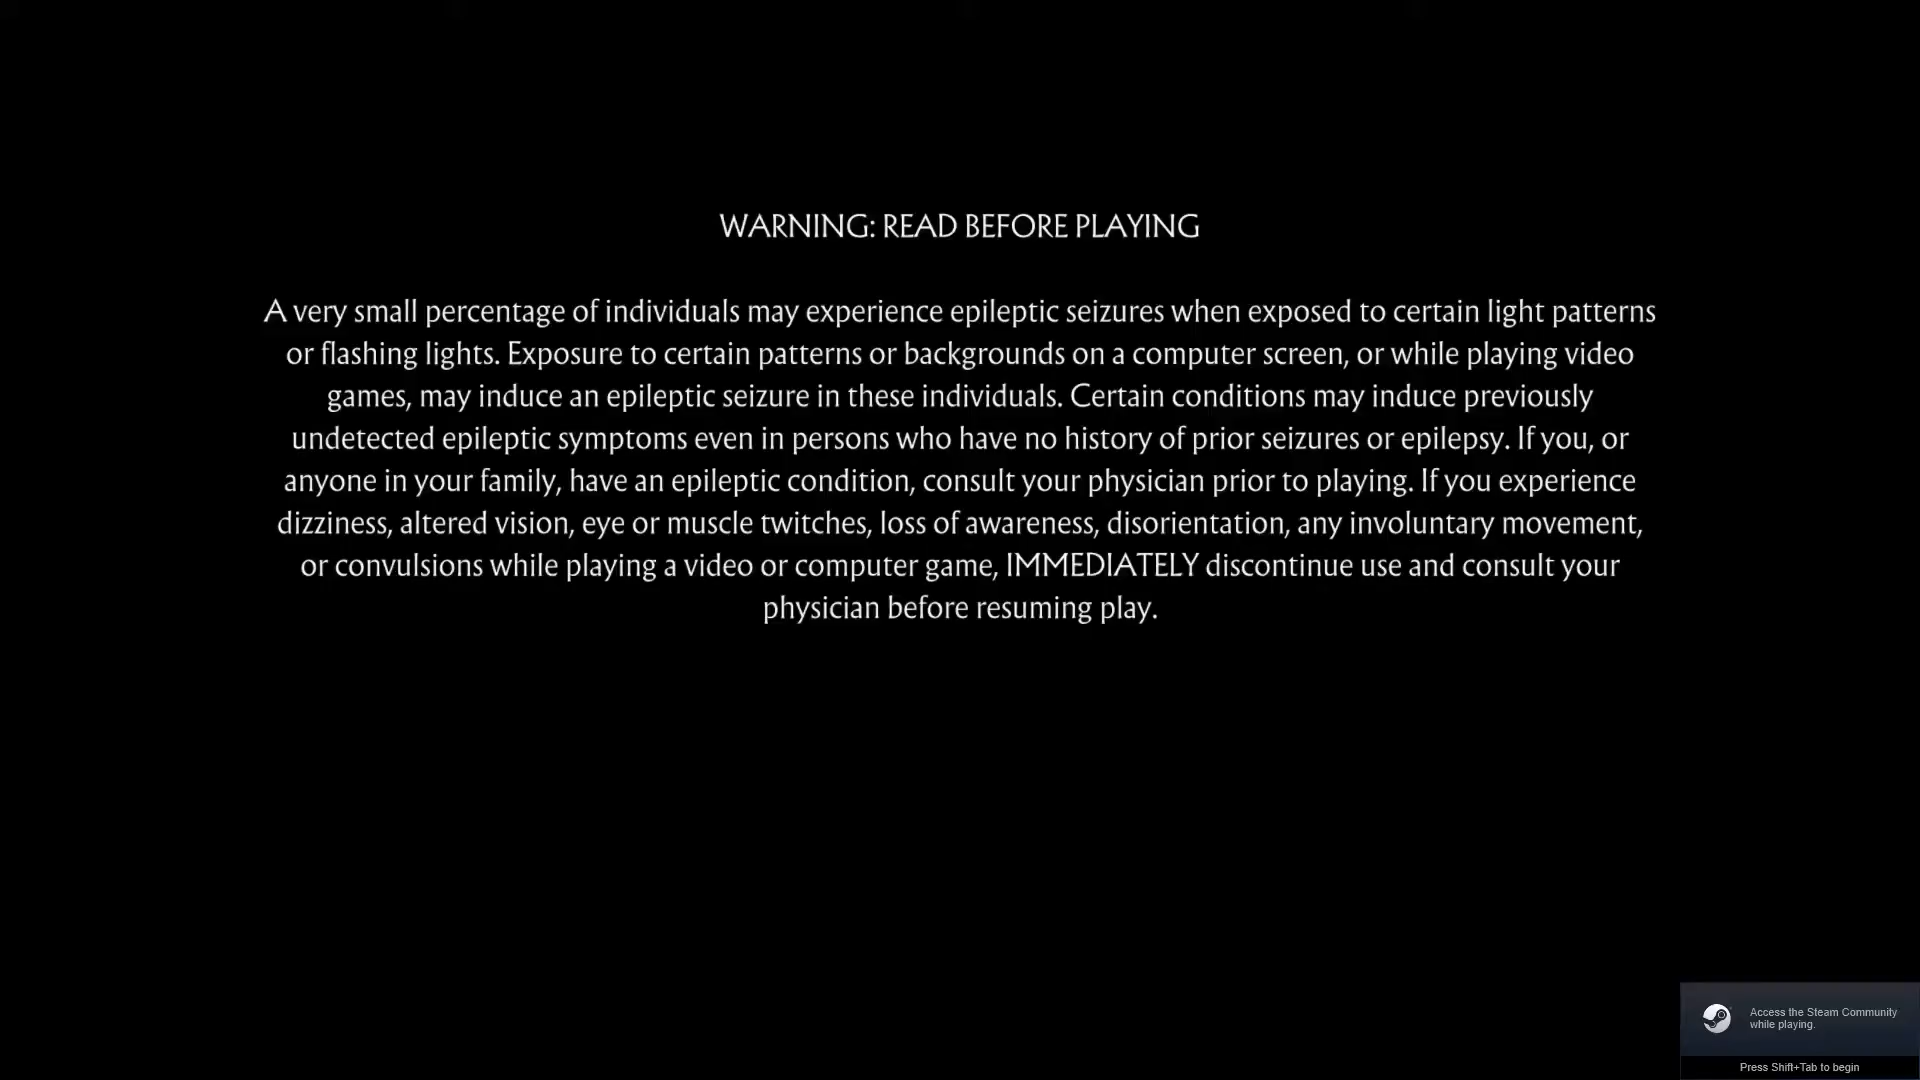 WARNING: READ BEFORE PLAYING
A very small percentage of individuals may experience epileptic seizures when exposed to certain light patterns
or flashing lights. Exposure to certain patterns or backgrounds on a computer screen, or while playing video
games, may induce an epileptic seizure in these individuals. Certain conditions may induce previously
undetected epileptic symptoms even in persons who have no history of prior seizures or epilepsy. If you, or
anyone in your family, have an epileptic condition, consult your physician prior to playing. If you experience
dizziness, altered vision, eye or muscle twitches, loss of awareness, disorientation, any involuntary movement,
or convulsions while playing a video or computer game, IMMEDIATELY discontinue use and consult your
physician before resuming play.
Access the Steam Community
while playing.
Press Shift+Tab to begin